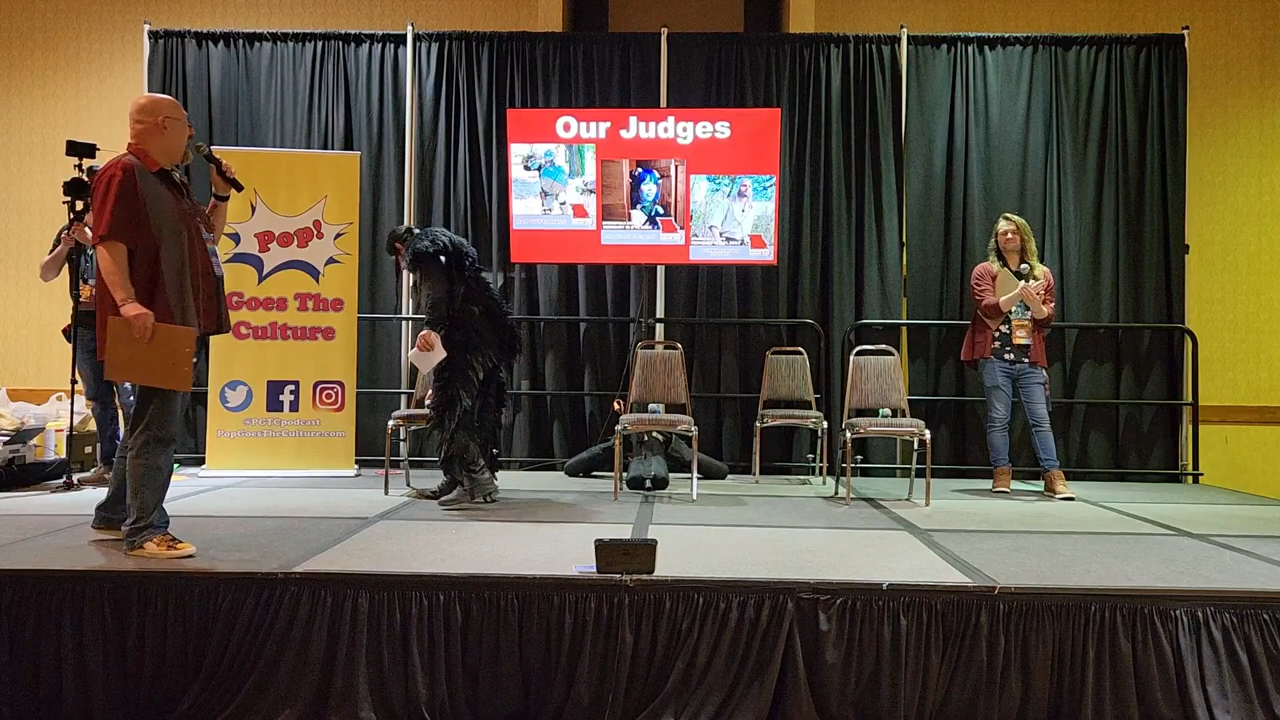 Our Judges
Pop!
Goes The
Culture
@PGTCpodcast
PopGoesTheCulture.com